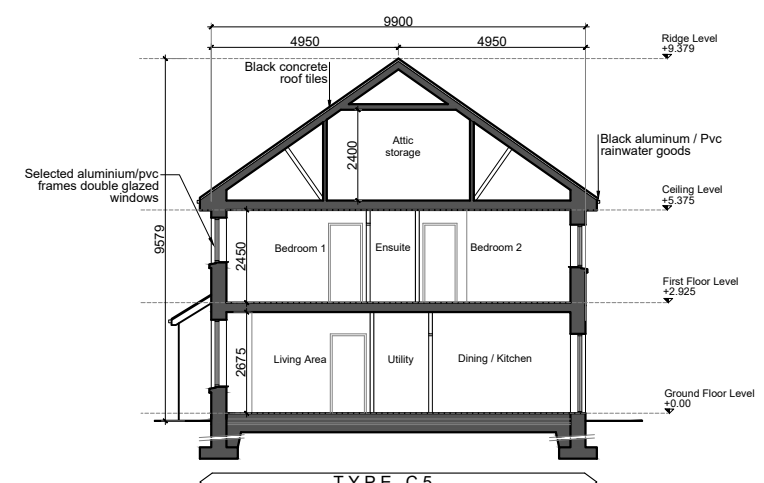 9900
4950
4950
Ridge Level
+9.379
Black concrete
roof tiles
Attic
storage
2400
Black aluminum / Pvc
rainwater goods
Selected aluminium/pvc
frames double glazed
windows
Ceiling Level
+5.375
9579
2450
Bedroom 1
Ensuite
Bedroom 2
First Floor Level
+2.925
2675
Living Area
Utility
Dining / Kitchen
Ground Floor Level
+0.00
TYPE C5